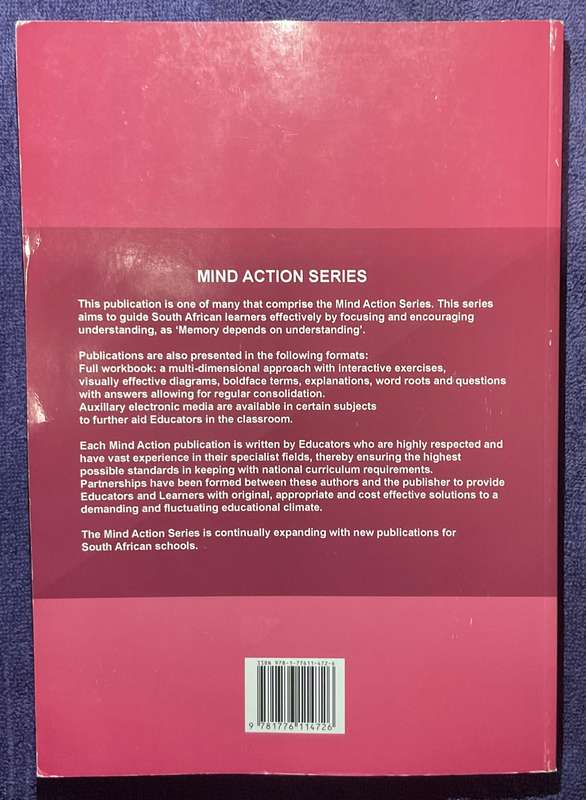 MIND ACTION SERIES
This publication is one of many that comprise the Mind Action Series. This series
aims to guide South African learners effectively by focusing and encouraging
understanding, as ‘Memory depends on understanding’.
Publications are also presented in the following formats:
Full workbook: a multi-dimensional approach with interactive exercises,
visually effective diagrams, boldface terms, explanations, word roots and questions
with answers allowing for regular consolidation.
Auxillary electronic media are available in certain subjects
to further aid Educators in the classroom.
Each Mind Action publication is written by Educators who are highly respected and
have vast experience in their specialist fields, thereby ensuring the highest
possible standards in keeping with national curriculum requirements.
Partnerships have been formed between these authors and the publisher to provide
Educators and Learners with original, appropriate and cost effective solutions to a
demanding and fluctuating educational climate.
The Mind Action Series is continually expanding with new publications for
South African schools.
ISBN 978-1-77611-472-6
9 781776 114726